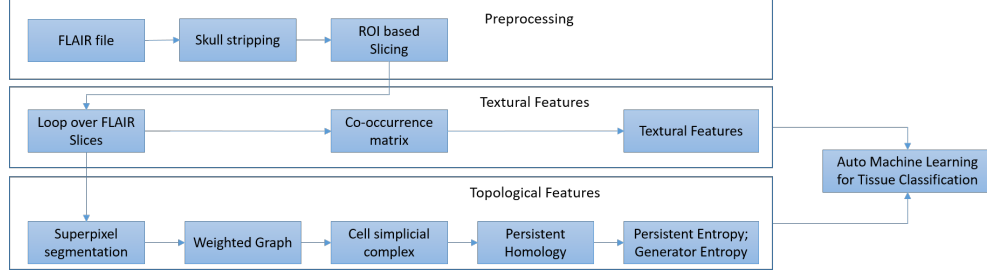 Preprocessing
FLAIR file
Skull stripping
ROI based
Slicing
Textural Features
Loop over FLAIR
Slices
Co-occurrence
matrix
Textural Features
Auto Machine Learning
for Tissue Classification
Topological Features
Superpixel
segmentation
Weighted Graph
Cell simplicial
complex
Persistent
Homology
Persistent Entropy;
Generator Entropy